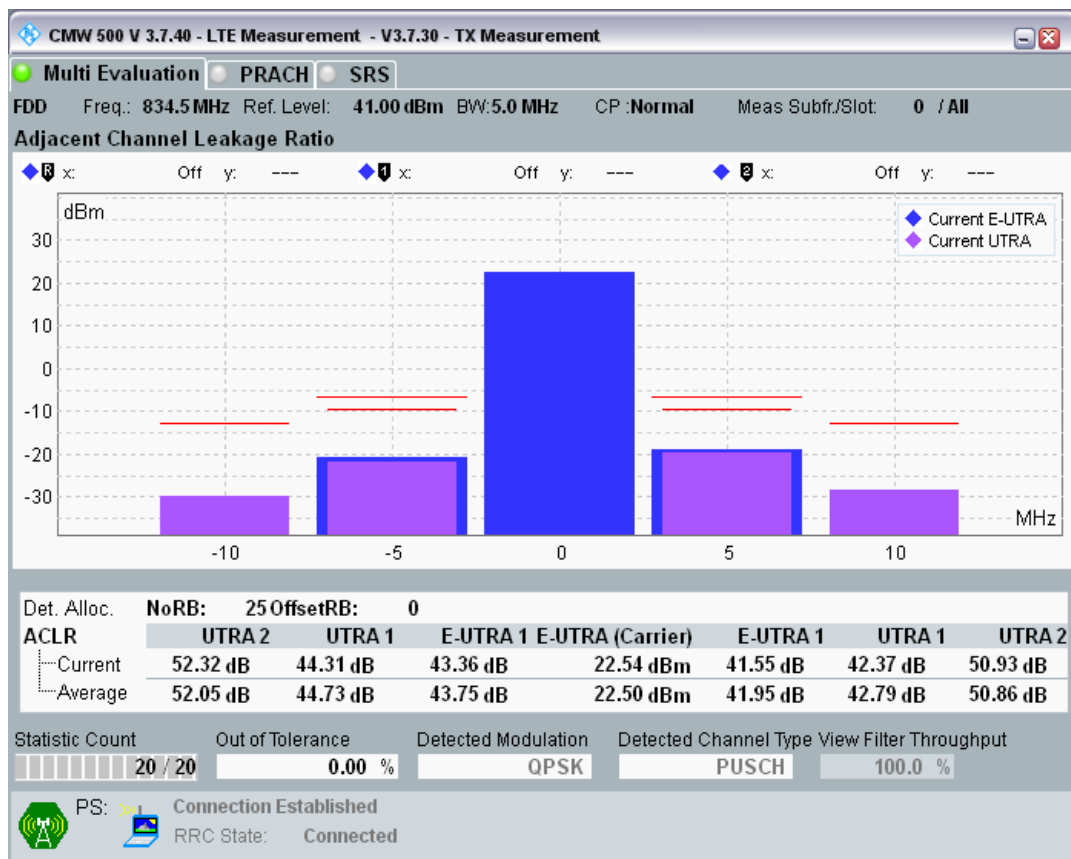 CMW 500 V 3.7.40 - LTE Measurement - V3.7.30 - TX Measurement
Multi Evaluation PRACH SRS
FDD Freq.: 834.5 MHz Ref. Level: 41.00 dBm BW:5.0 MHz CP :Normal Meas Subfr./Slot: 0 / All
Adjacent Channel Leakage Ratio
R x: Off y: --- 1 x: Off y: --- 2 x: Off y: ---
dBm
Current E-UTRA
Current UTRA
30
20
10
0
-10
-20
-30
MHz
-10 -5 0 5 10
Det. Alloc. NoRB: 25 OffsetRB: 0
ACLR UTRA 2 UTRA 1 E-UTRA 1 E-UTRA (Carrier) E-UTRA 1 UTRA 1 UTRA 2
Current 52.32 dB 44.31 dB 43.36 dB 22.54 dBm 41.55 dB 42.37 dB 50.93 dB
Average 52.05 dB 44.73 dB 43.75 dB 22.50 dBm 41.95 dB 42.79 dB 50.86 dB
Statistic Count Out of Tolerance Detected Modulation Detected Channel Type View Filter Throughput
20 / 20 0.00 % QPSK PUSCH 100.0 %
PS: Connection Established
RRC State: Connected